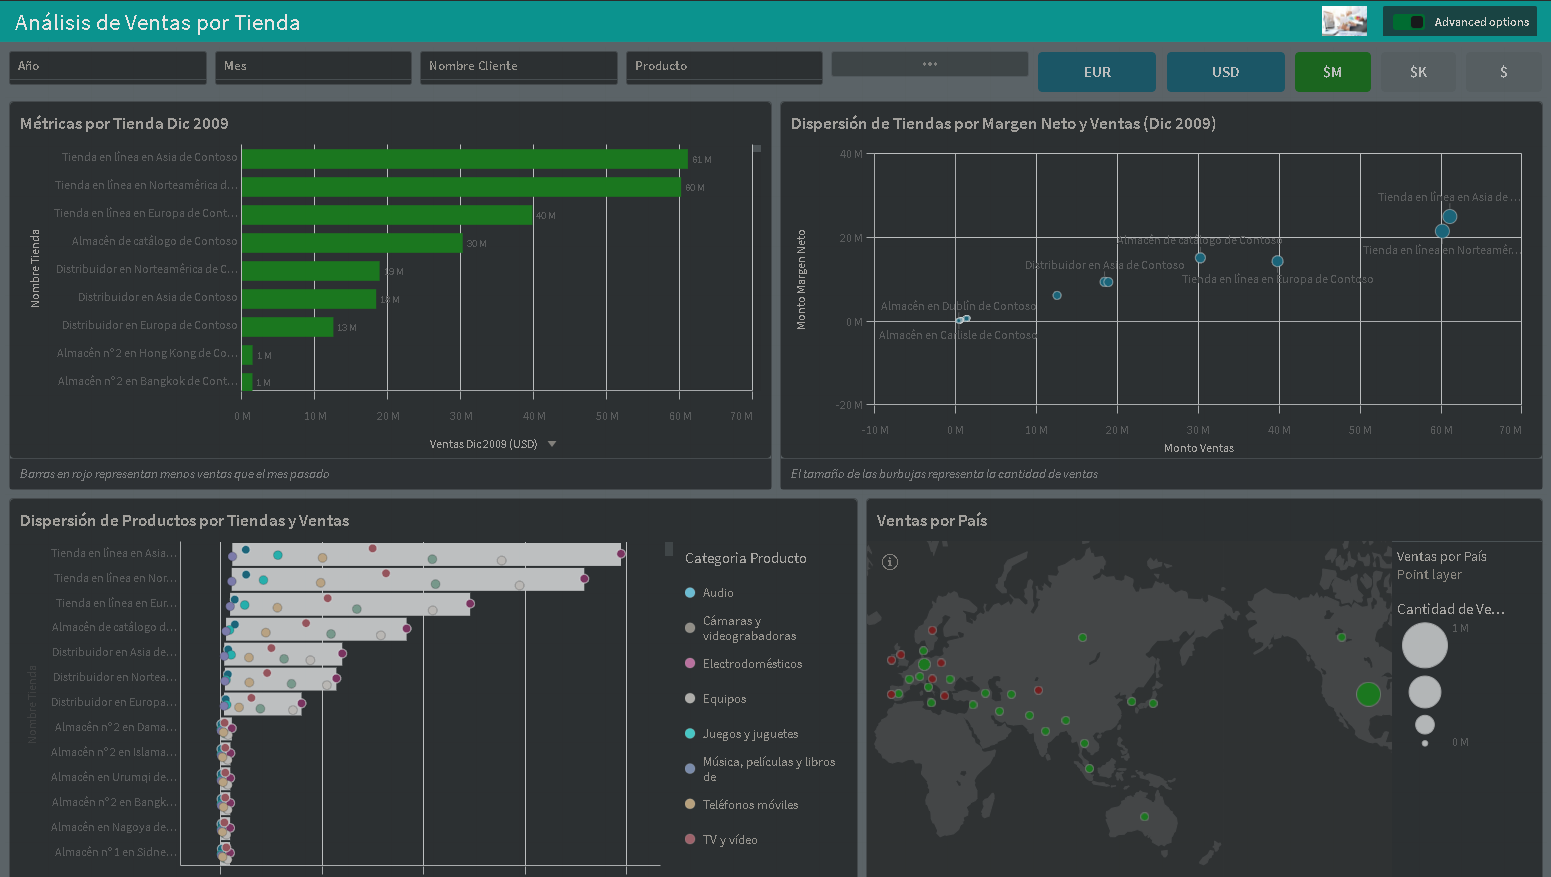 Análisis de Ventas por Tienda
Advanced options
Año
Mes
Nombre Cliente
Producto
EUR
USD
$M
$K
$
Métricas por Tienda Dic 2009
Nombre Tienda
Tienda en línea en Asia de Contoso
61 M
Tienda en línea en Norteamérica d...
60 M
Tienda en línea en Europa de Cont...
40 M
Almacén de catálogo de Contoso
30 M
Distribuidor en Norteamérica de C...
19 M
Distribuidor en Asia de Contoso
18 M
Distribuidor en Europa de Contoso
13 M
Almacén nº2 en Hong Kong de Co...
1 M
Almacén nº2 en Bangkok de Cont...
1 M
0 M
10 M
20 M
30 M
40 M
50 M
60 M
70 M
Ventas Dic2009 (USD)
Barras en rojo representan menos ventas que el mes pasado
Dispersión de Tiendas por Margen Neto y Ventas (Dic 2009)
Monto Margen Neto
40 M
20 M
0 M
-20 M
Tienda en línea en Asia de ...
Almacén de catálogo de Contoso
Tienda en línea en Norteamér...
Distribuidor en Asia de Contoso
Tienda en línea en Europa de Contoso
Almacén en Dublín de Contoso
Almacén en Carlisle de Contoso
-10 M
0 M
10 M
20 M
30 M
40 M
50 M
60 M
70 M
Monto Ventas
El tamaño de las burbujas representa la cantidad de ventas
Dispersión de Productos por Tiendas y Ventas
Nombre Tienda
Tienda en línea en Asia...
Tienda en línea en Nor...
Tienda en línea en Eur...
Almacén de catálogo d...
Distribuidor en Asia de...
Distribuidor en Nortea...
Distribuidor en Europa...
Almacén nº2 en Dama...
Almacén nº2 en Islama...
Almacén en Urumqi de...
Almacén nº2 en Bangk...
Almacén en Nagoya de...
Almacén nº1 en Sidne...
Categoria Producto
Audio
Cámaras y
videograbadoras
Electrodomésticos
Equipos
Juegos y juguetes
Música, películas y libros
de
Teléfonos móviles
TV y vídeo
Ventas por País
Ventas por País
Point layer
Cantidad de Ve...
1 M
0 M